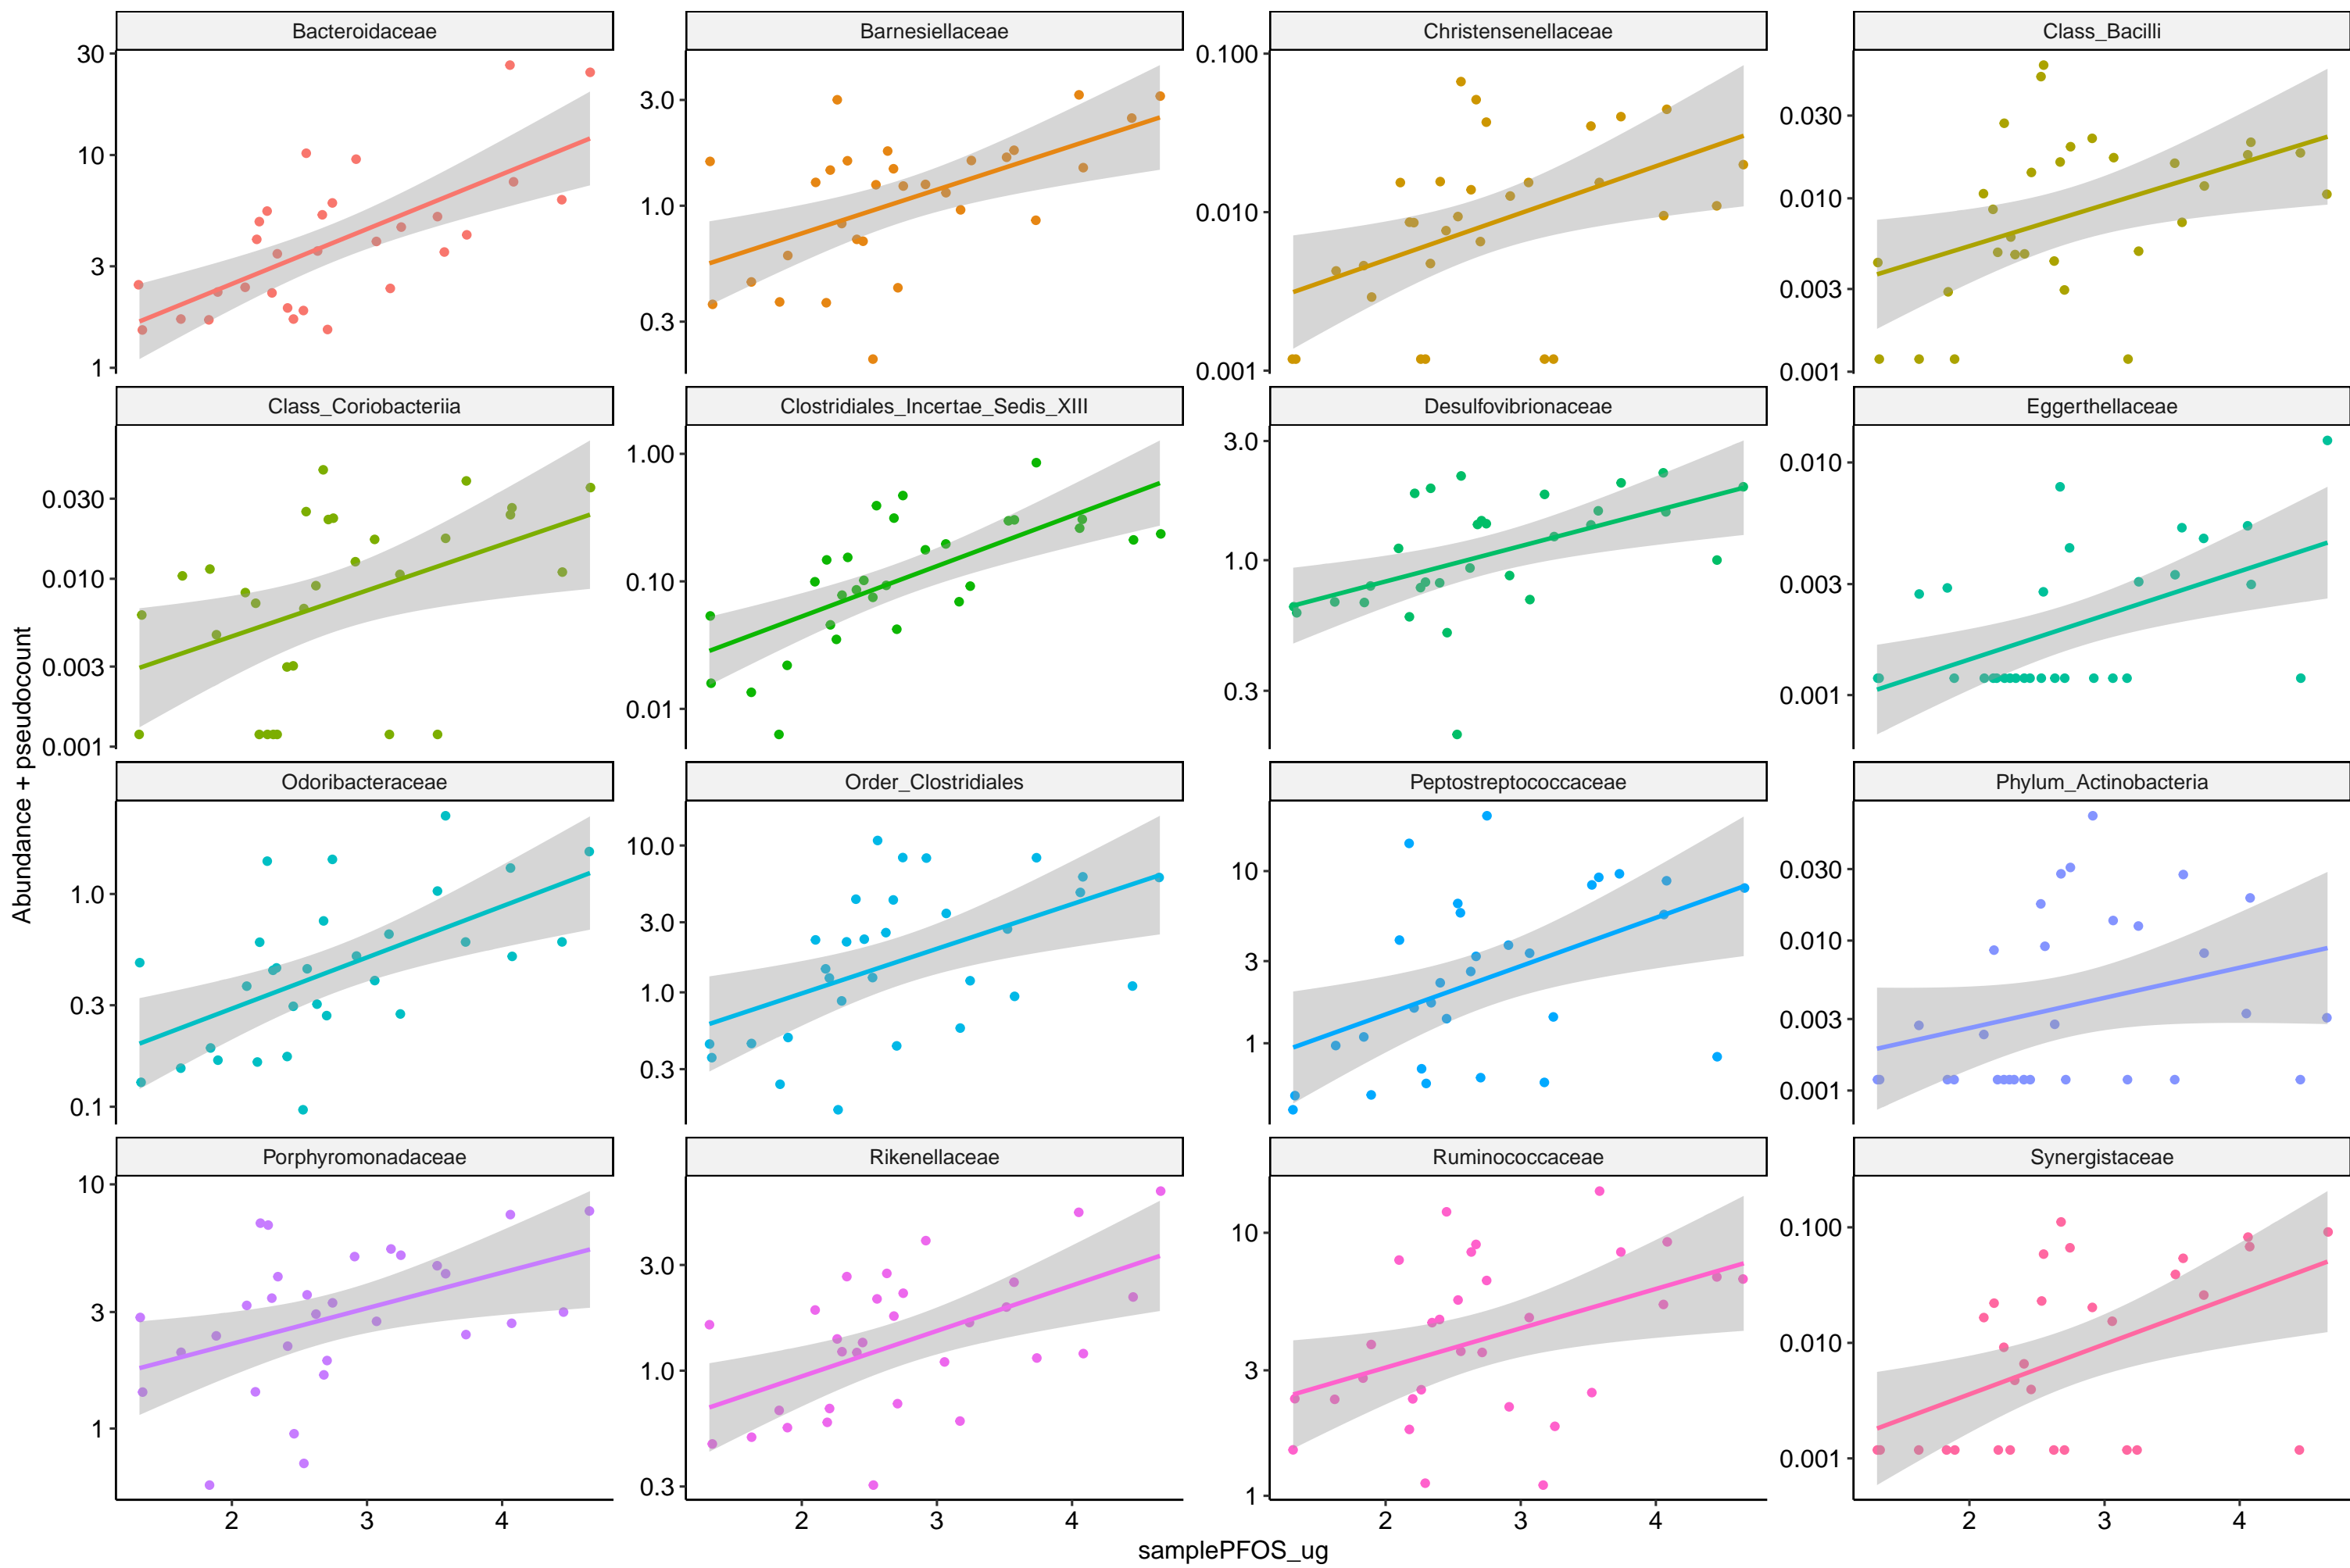 Bacteroidaceae
Barnesiellaceae
Christensenellaceae
Class_Bacilli
30
10
3
1
3.0
1.0
0.3
0.100
0.010
0.001
0.030
0.010
0.003
0.001
Class_Coriobacteriia
Clostridiales_Incertae_Sedis_XIII
Desulfovibrionaceae
Eggerthellaceae
0.030
0.010
0.003
0.001
1.00
0.10
0.01
3.0
1.0
0.3
0.010
0.003
0.001
Abundance + pseudocount
Odoribacteraceae
Order_Clostridiales
Peptostreptococcaceae
Phylum_Actinobacteria
1.0
0.3
0.1
10.0
3.0
1.0
0.3
10
3
1
0.030
0.010
0.003
0.001
Porphyromonadaceae
Rikenellaceae
Ruminococcaceae
Synergistaceae
10
3
1
3.0
1.0
0.3
10
3
1
0.100
0.010
0.001
2 3 4
2 3 4
2 3 4
2 3 4
samplePFOS_ug